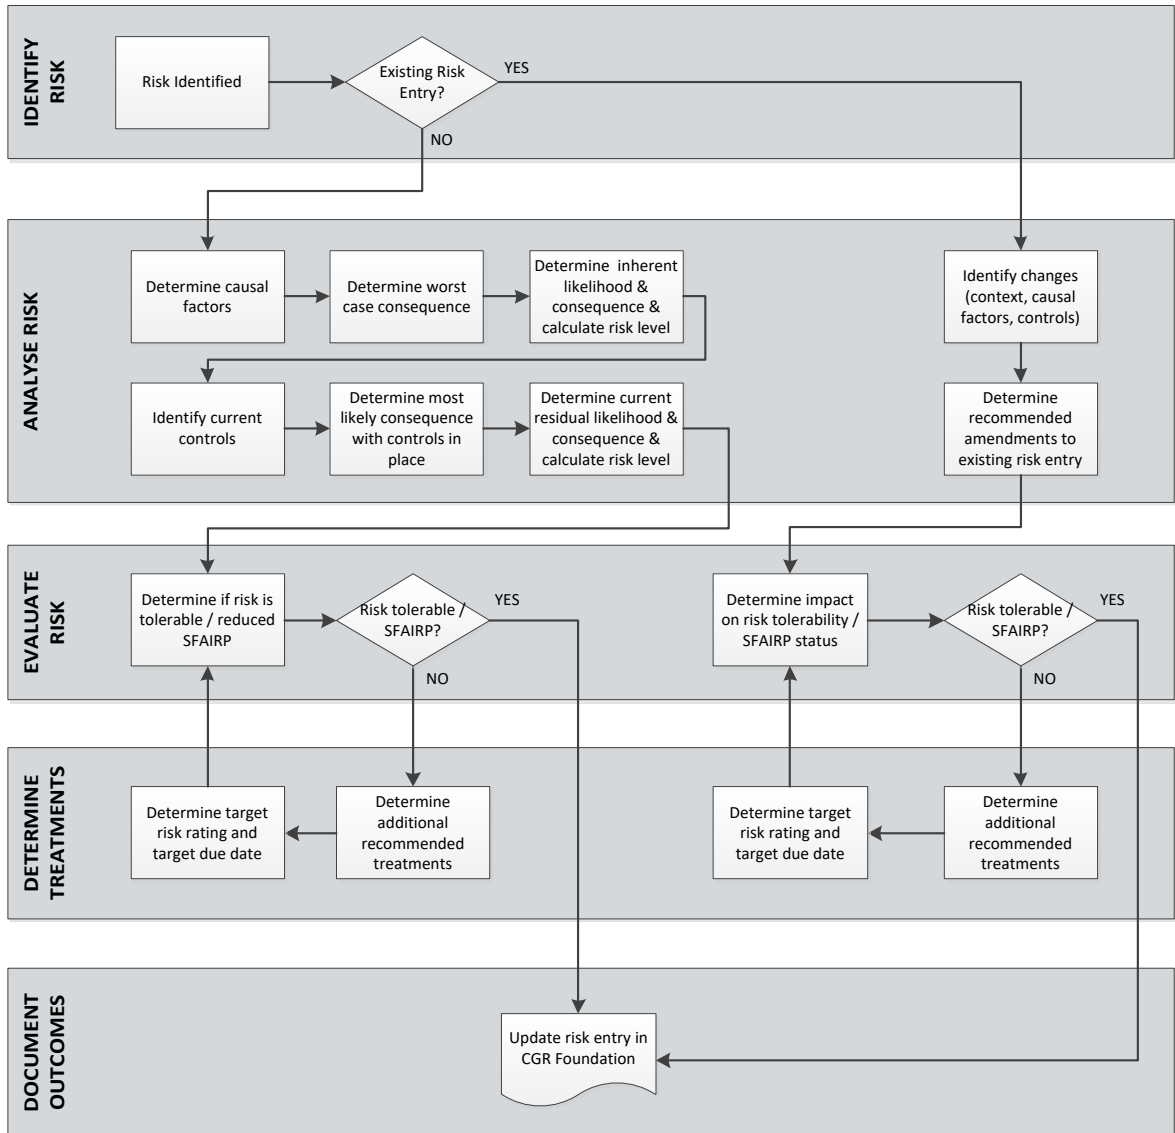 IDENTIFY
RISK
Risk Identified
Existing Risk
Entry?
YES
NO
ANALYSE RISK
Determine causal
factors
Determine worst
case consequence
Determine inherent
likelihood &
consequence &
calculate risk level
Identify changes
(context, causal
factors, controls)
Identify current
controls
Determine most
likely consequence
with controls in
place
Determine current
residual likelihood &
consequence &
calculate risk level
Determine
recommended
amendments to
existing risk entry
EVALUATE
RISK
Determine if risk is
tolerable / reduced
SFAIRP
Risk tolerable /
SFAIRP?
YES
NO
Determine impact
on risk tolerability /
SFAIRP status
Risk tolerable /
SFAIRP?
YES
NO
DETERMINE
TREATMENTS
Determine target
risk rating and
target due date
Determine
additional
recommended
treatments
Determine target
risk rating and
target due date
Determine
additional
recommended
treatments
DOCUMENT
OUTCOMES
Update risk entry in
CGR Foundation